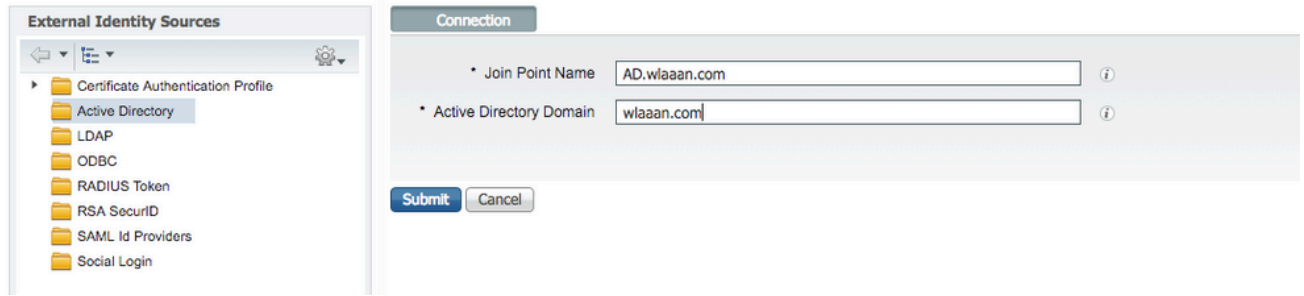 External Identity Sources
Certificate Authentication Profile
Active Directory
LDAP
ODBC
RADIUS Token
RSA SecurID
SAML Id Providers
Social Login
Connection
* Join Point Name AD.wlaaan.com
* Active Directory Domain wlaaan.com
Submit Cancel